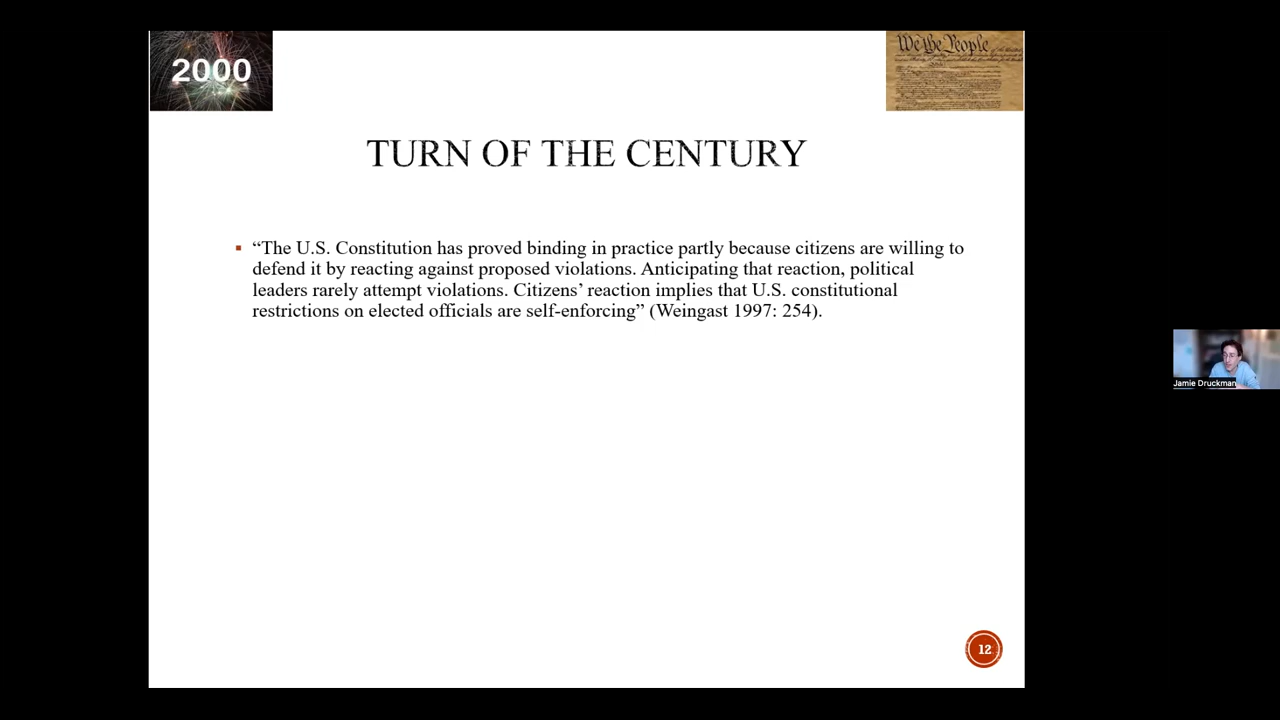 2000
We the People
TURN OF THE CENTURY
▪ “The U.S. Constitution has proved binding in practice partly because citizens are willing to
defend it by reacting against proposed violations. Anticipating that reaction, political
leaders rarely attempt violations. Citizens’ reaction implies that U.S. constitutional
restrictions on elected officials are self-enforcing” (Weingast 1997: 254).
Jamie Druckman
12